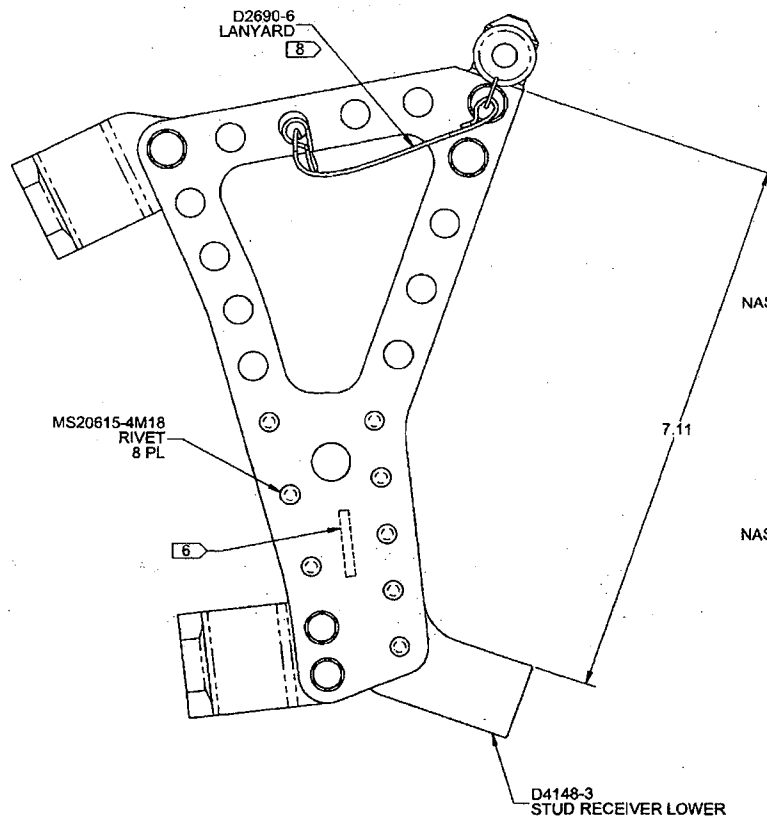 D2690-6
LANYARD
8
NAS
7.11
MS20615-4M18
RIVET
8 PL
NAS
6
D4148-3
STUD RECEIVER LOWER